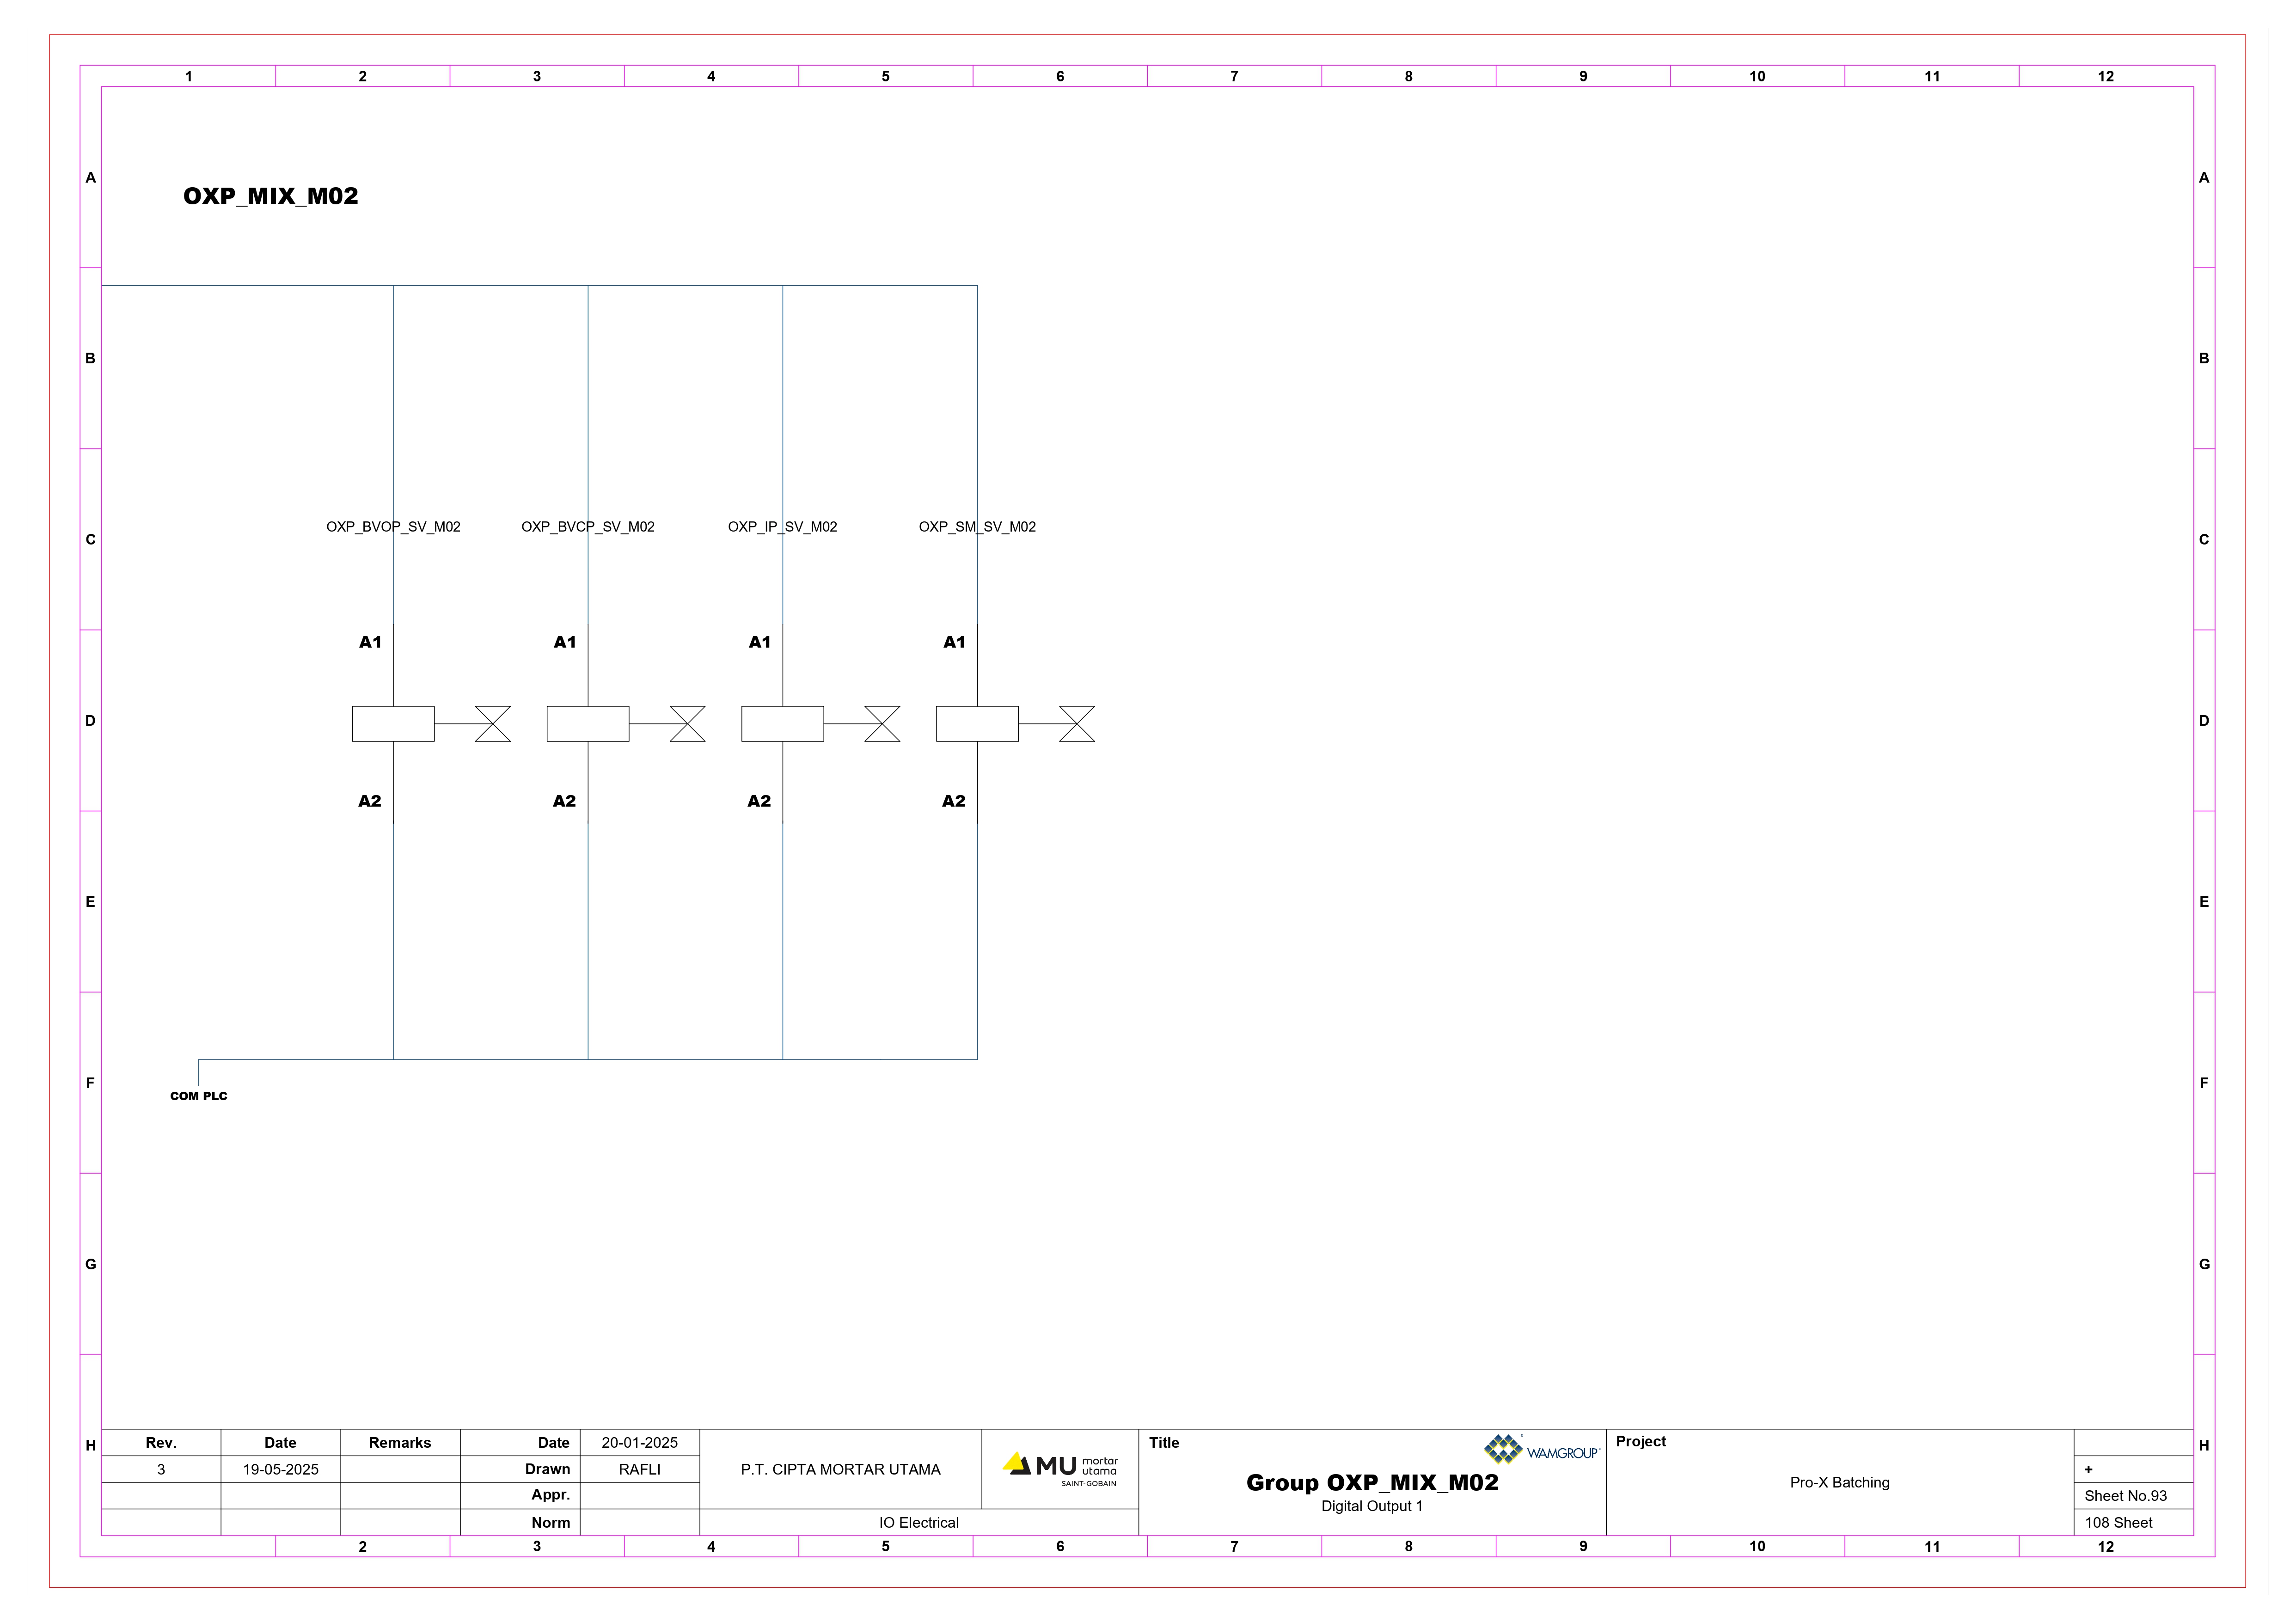 1 2 3 4 5 6 7 8 9 10 11 12
A A
OXP_MIX_M02
B B
OXP_BVOP_SV_M02 OXP_BVCP_SV_M02 OXP_IP_SV_M02 OXP_SM_SV_M02
C C
A1 A1 A1 A1
D D
A2 A2 A2 A2
E E
F F
COM PLC
G G
H H
Rev. Date Remarks Date 20-01-2025
3 19-05-2025 Drawn RAFLI
Appr.
Norm
P.T. CIPTA MORTAR UTAMA
MU mortar
utama
SAINT-GOBAIN
IO Electrical
Title
WAMGROUP®
Group OXP_MIX_M02
Digital Output 1
Project
Pro-X Batching
+
Sheet No.93
108 Sheet
2 3 4 5 6 7 8 9 10 11 12